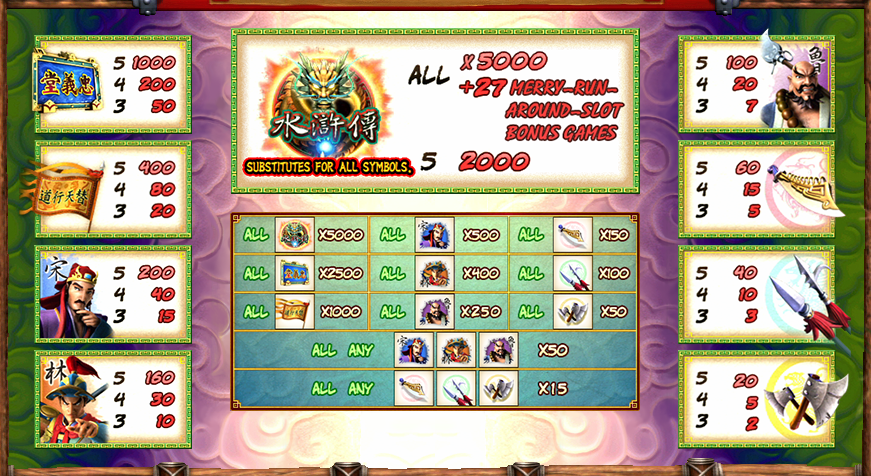 忠義堂
5 1000
4 200
3 50
替天行道
5 400
4 80
3 20
宋
5 200
4 40
3 15
林
5 160
4 30
3 10
水滸傳
SUBSTITUTES FOR ALL SYMBOLS,
ALL X5000
+27 MERRY-RUN-
AROUND-SLOT
BONUS GAMES
5 2000
ALL X5000 ALL X500 ALL X150
ALL X2500 ALL X400 ALL X100
ALL X1000 ALL X250 ALL X50
ALL ANY X50
ALL ANY X15
魯
5 100
4 20
3 7
5 60
4 15
3 5
5 40
4 10
3 3
5 20
4 5
3 2